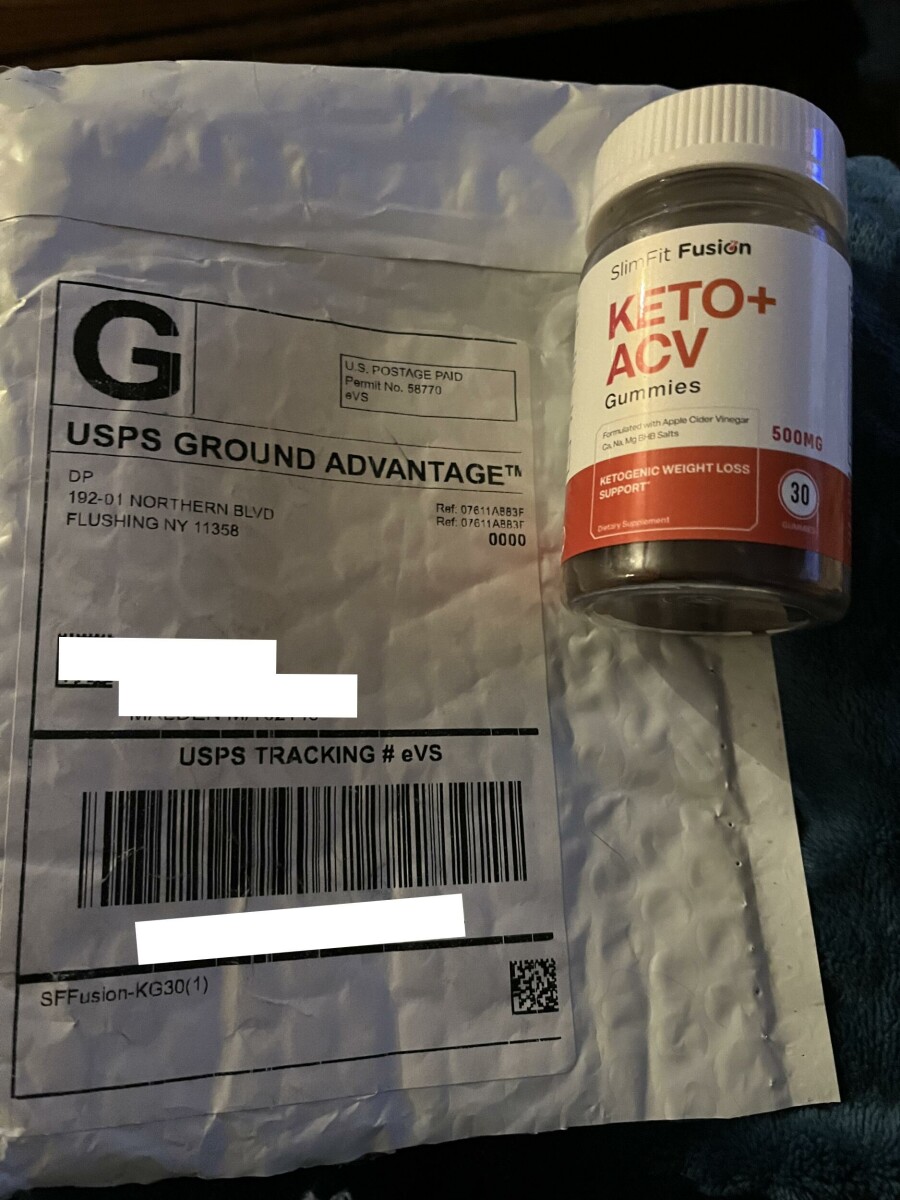 G
U.S. POSTAGE PAID
Permit No. 58770
eVS
USPS GROUND ADVANTAGE™
DP
192-01 NORTHERN BLVD
FLUSHING NY 11358
Ref: 07611ABB3F
Ref: 07611ABB3F
0000
USPS TRACKING # eVS
SFFusion-KG30(1)
SlimFit Fusion
KETO+
ACV
Gummies
Formulated with Apple Cider Vinegar
Ca, Na, Mg BHB Salts
500MG
KETOGENIC WEIGHT LOSS
SUPPORT*
30
GUMMIES
Dietary Supplement